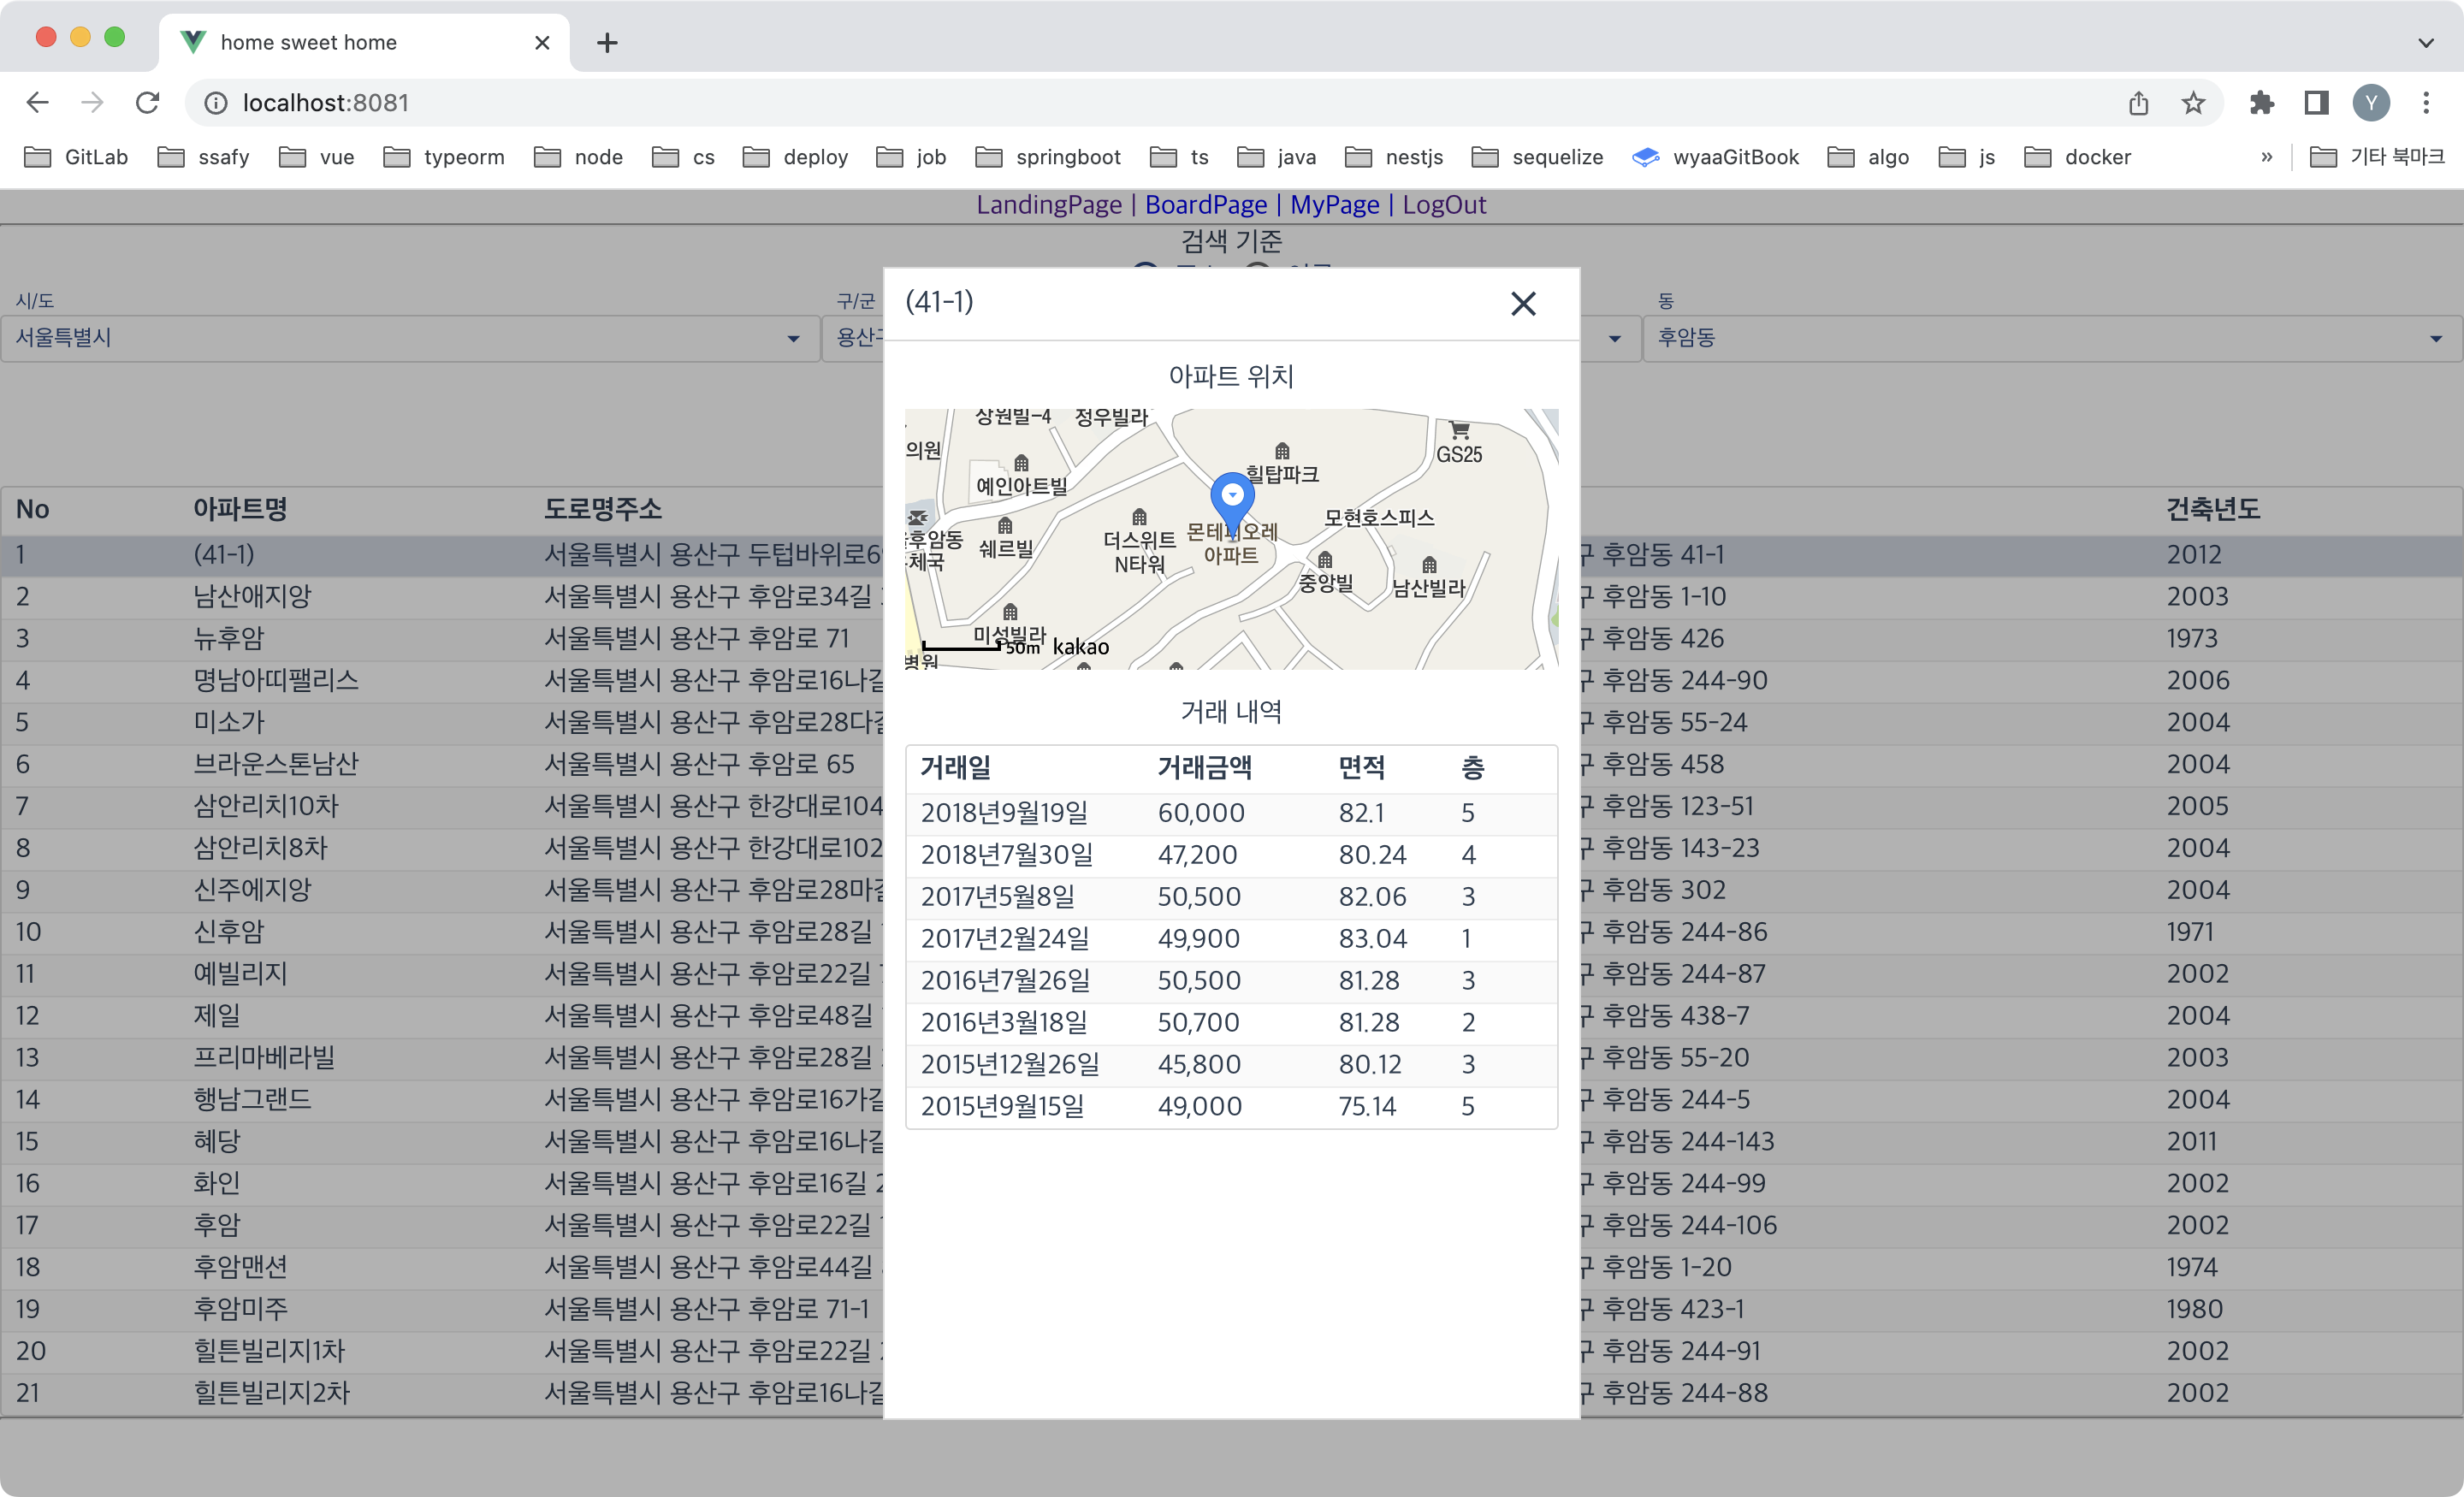 home sweet home
localhost:8081
Y
GitLab ssafy vue typeorm node cs deploy job springboot ts java nestjs sequelize wyaaGitBook algo js docker » 기타 북마크
LandingPage | BoardPage | MyPage | LogOut
검색 기준
시/도 구/군 동
서울특별시 후암동
(41-1)
아파트 위치
상원빌-4 정우빌라
의원 GS25
예인아트빌 힐탑파크
후암동 쉐르빌 더스위트 몬테피오레 모현호스피스
체국 N타워 아파트
중앙빌 남산빌라
미성빌라
50m kakao
병원
거래 내역
거래일 거래금액 면적 층
2018년9월19일 60,000 82.1 5
2018년7월30일 47,200 80.24 4
2017년5월8일 50,500 82.06 3
2017년2월24일 49,900 83.04 1
2016년7월26일 50,500 81.28 3
2016년3월18일 50,700 81.28 2
2015년12월26일 45,800 80.12 3
2015년9월15일 49,000 75.14 5
No 아파트명 도로명주소 건축년도
1 (41-1) 서울특별시 용산구 후암동 41-1 2012
2 남산애지앙 서울특별시 용산구 후암로34길 후암동 1-10 2003
3 뉴후암 서울특별시 용산구 후암로 71 후암동 426 1973
4 명남아띠팰리스 서울특별시 용산구 후암로16나길 후암동 244-90 2006
5 미소가 서울특별시 용산구 후암로28다길 후암동 55-24 2004
6 브라운스톤남산 서울특별시 용산구 후암로 65 후암동 458 2004
7 삼안리치10차 서울특별시 용산구 한강대로104 후암동 123-51 2005
8 삼안리치8차 서울특별시 용산구 한강대로102 후암동 143-23 2004
9 신주에지앙 서울특별시 용산구 후암로28마길 후암동 302 2004
10 신후암 서울특별시 용산구 후암로28길 후암동 244-86 1971
11 예빌리지 서울특별시 용산구 후암로22길 후암동 244-87 2002
12 제일 서울특별시 용산구 후암로48길 후암동 438-7 2004
13 프리마베라빌 서울특별시 용산구 후암로28길 후암동 55-20 2003
14 행남그랜드 서울특별시 용산구 후암로16가길 후암동 244-5 2004
15 혜당 서울특별시 용산구 후암로16나길 후암동 244-143 2011
16 화인 서울특별시 용산구 후암로16길 후암동 244-99 2002
17 후암 서울특별시 용산구 후암로22길 후암동 244-106 2002
18 후암맨션 서울특별시 용산구 후암로44길 후암동 1-20 1974
19 후암미주 서울특별시 용산구 후암로 71-1 후암동 423-1 1980
20 힐튼빌리지1차 서울특별시 용산구 후암로22길 후암동 244-91 2002
21 힐튼빌리지2차 서울특별시 용산구 후암로16나길 후암동 244-88 2002